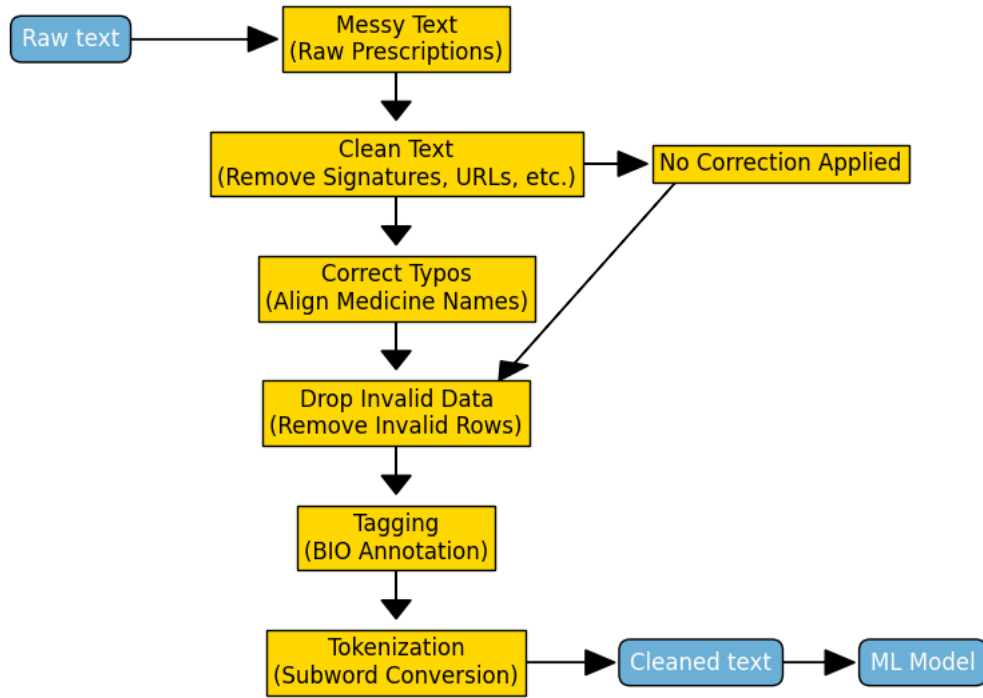 Raw text
Messy Text
(Raw Prescriptions)
Clean Text
(Remove Signatures, URLs, etc.)
No Correction Applied
Correct Typos
(Align Medicine Names)
Drop Invalid Data
(Remove Invalid Rows)
Tagging
(BIO Annotation)
Tokenization
(Subword Conversion)
Cleaned text
ML Model